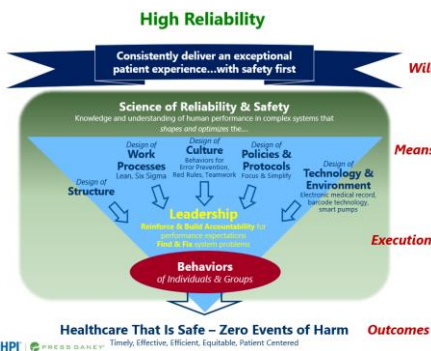 High Reliability
Consistently deliver an exceptional
patient experience...with safety first
Will
Science of Reliability & Safety
Knowledge and understanding of human performance in complex systems that
shapes and optimizes the....
Means
Design of
Structure
Design of
Work
Processes
Lean, Six Sigma
Design of
Culture
Behaviors for
Error Prevention,
Red Rules, Teamwork
Design of
Policies &
Protocols
Focus & Simplify
Design of
Technology &
Environment
Electronic medical record,
barcode technology,
smart pumps
Leadership
Reinforce & Build Accountability for
performance expectations
Find & Fix system problems
Execution
Behaviors
of Individuals & Groups
Healthcare That Is Safe – Zero Events of Harm
Outcomes
Timely, Effective, Efficient, Equitable, Patient Centered
HPI
PRESS GANEY